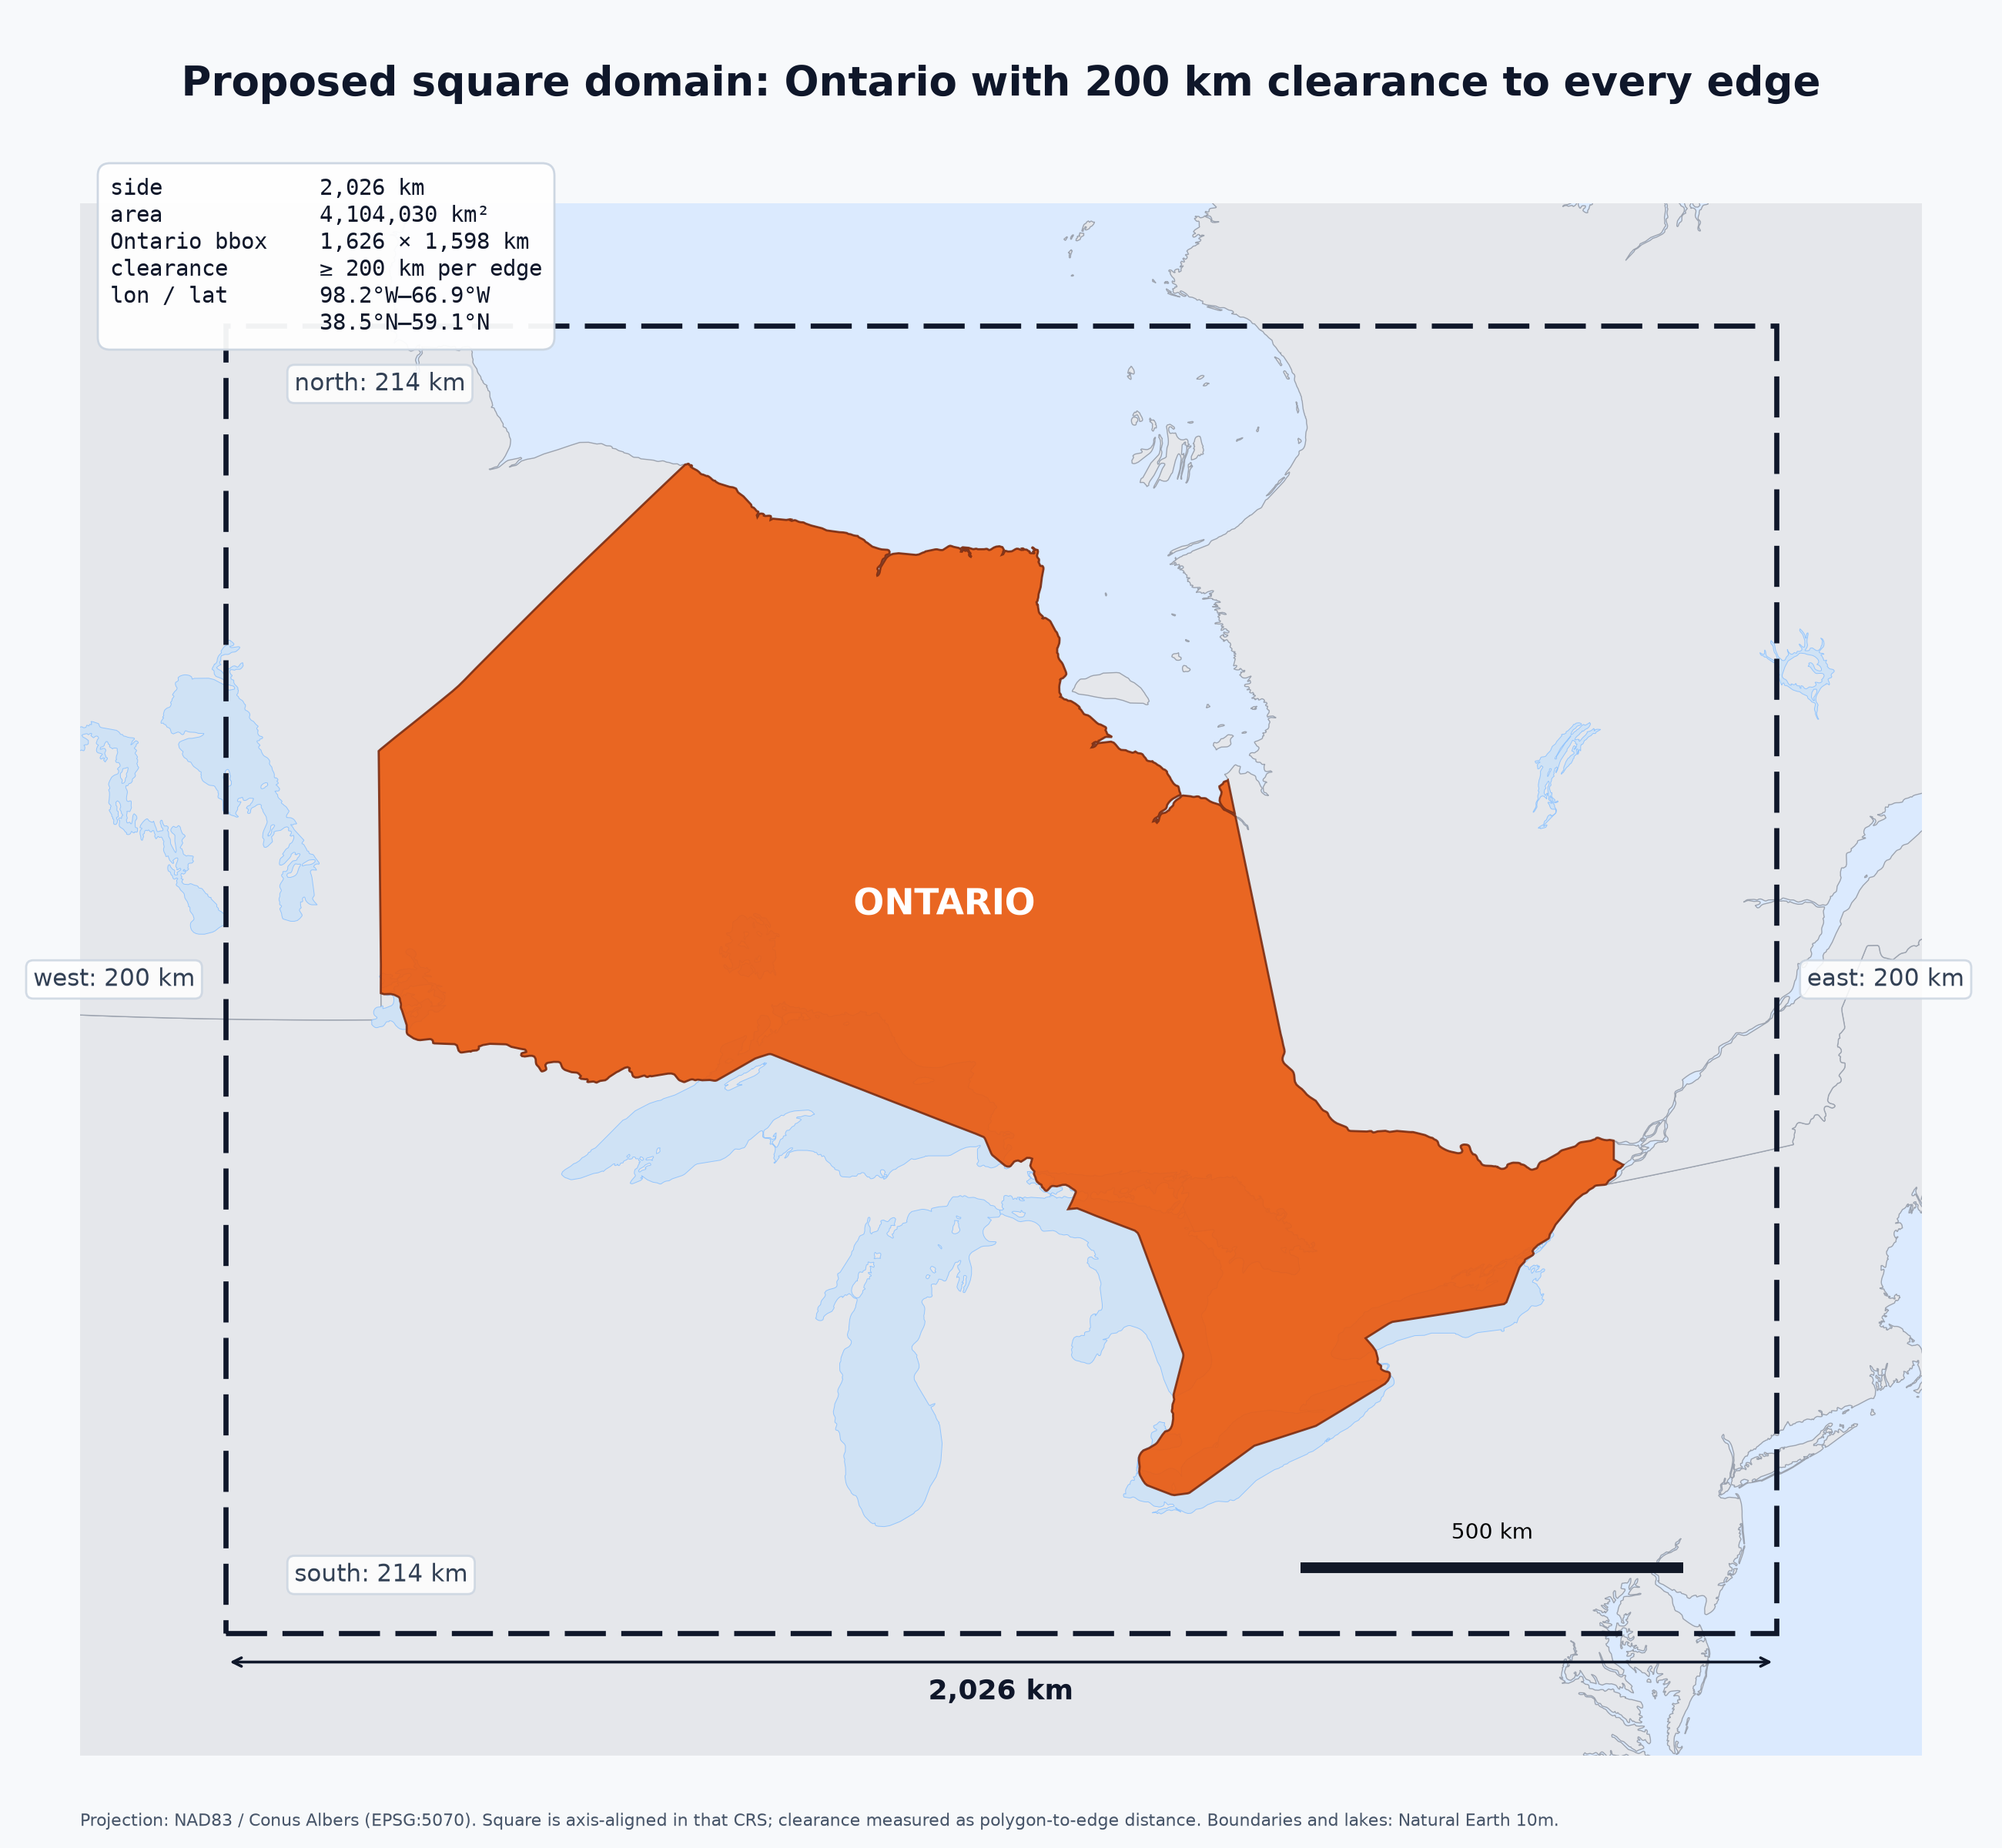 Proposed square domain: Ontario with 200 km clearance to every edge
side 2,026 km
area 4,104,030 km²
Ontario bbox 1,626 × 1,598 km
clearance ≥ 200 km per edge
lon / lat 98.2°W–66.9°W
38.5°N–59.1°N
north: 214 km
ONTARIO
west: 200 km
east: 200 km
500 km
south: 214 km
2,026 km
Projection: NAD83 / Conus Albers (EPSG:5070). Square is axis-aligned in that CRS; clearance measured as polygon-to-edge distance. Boundaries and lakes: Natural Earth 10m.